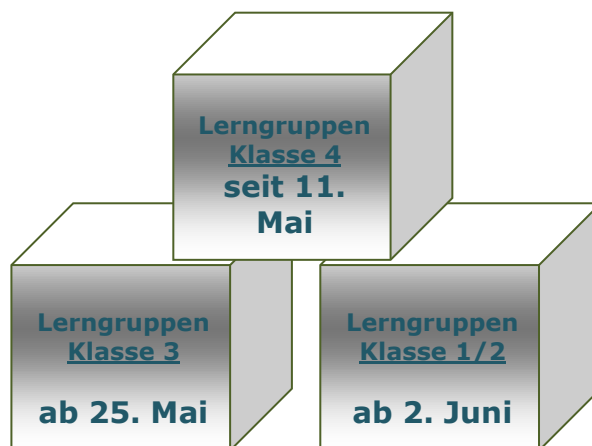 Lerngruppen
Klasse 4
seit 11.
Mai
Lerngruppen
Klasse 3
ab 25. Mai
Lerngruppen
Klasse 1/2
ab 2. Juni